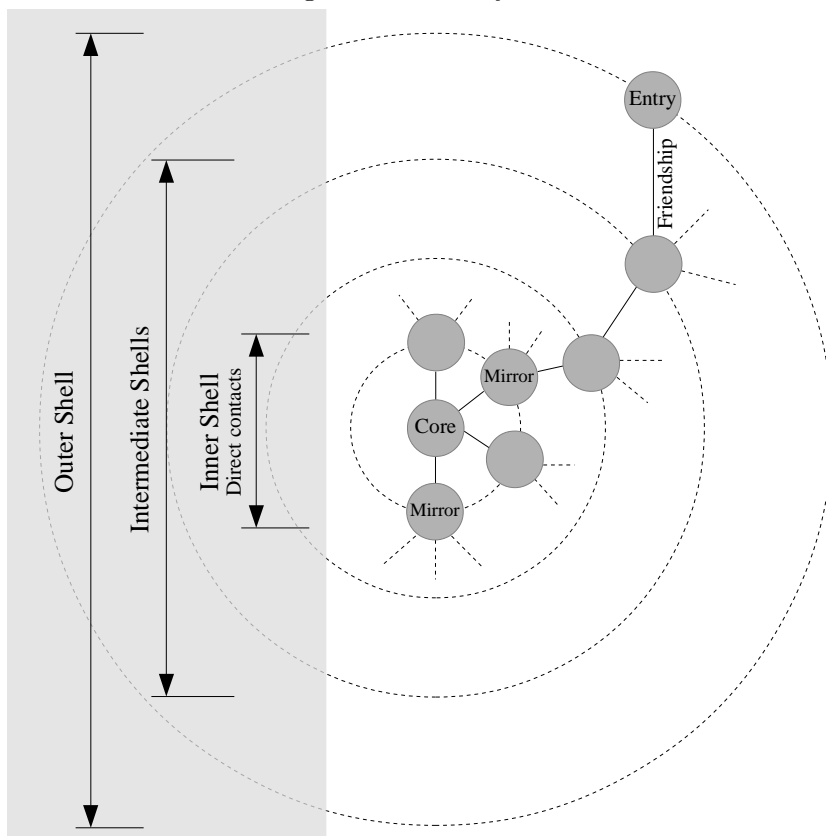 Entry
Friendship
Mirror
Core
Mirror
Outer Shell
Intermediate Shells
Inner Shell
Direct contacts